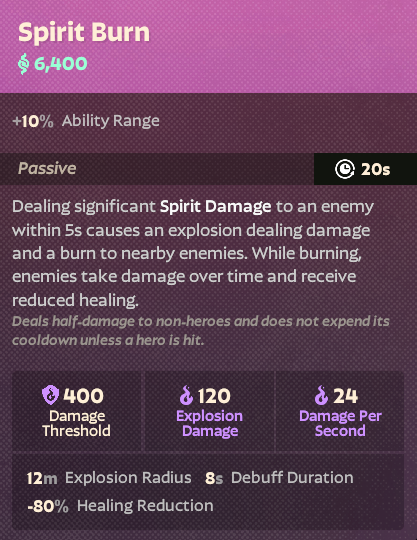 Spirit Burn
6,400
+10% Ability Range
Passive 20s
Dealing significant Spirit Damage to an enemy
within 5s causes an explosion dealing damage
and a burn to nearby enemies. While burning,
enemies take damage over time and receive
reduced healing.
Deals half-damage to non-heroes and does not expend its
cooldown unless a hero is hit.
400 120 24
Damage Explosion Damage Per
Threshold Damage Second
12m Explosion Radius 8s Debuff Duration
-80% Healing Reduction